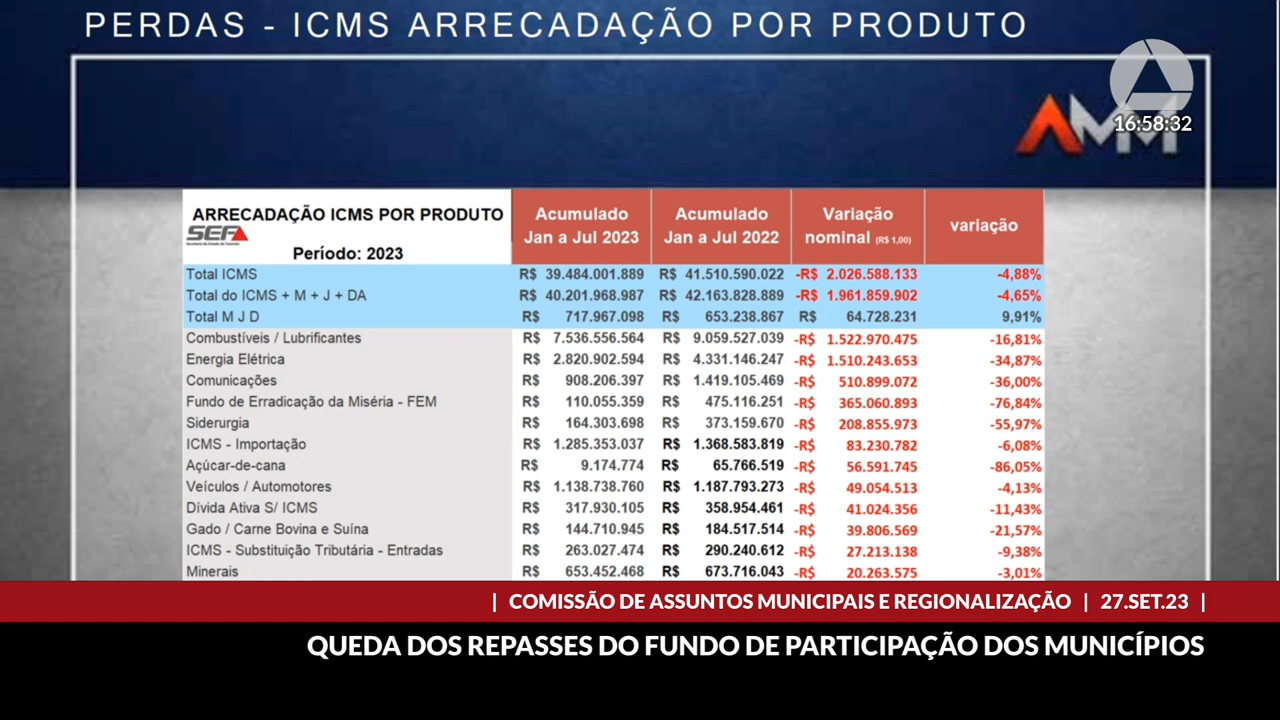 PERDAS - ICMS ARRECADAÇÃO POR PRODUTO
AMM
16:58:32
ARRECADAÇÃO ICMS POR PRODUTO
SEF
Período: 2023
Acumulado
Jan a Jul 2023
Acumulado
Jan a Jul 2022
Variação
nominal (R$ 1,00)
variação
Total ICMS R$ 39.484.001.889 R$ 41.510.590.022 -R$ 2.026.588.133 -4,88%
Total do ICMS + M + J + DA R$ 40.201.968.987 R$ 42.163.828.889 -R$ 1.961.859.902 -4,65%
Total M J D R$ 717.967.098 R$ 653.238.867 R$ 64.728.231 9,91%
Combustíveis / Lubrificantes R$ 7.536.556.564 R$ 9.059.527.039 -R$ 1.522.970.475 -16,81%
Energia Elétrica R$ 2.820.902.594 R$ 4.331.146.247 -R$ 1.510.243.653 -34,87%
Comunicações R$ 908.206.397 R$ 1.419.105.469 -R$ 510.899.072 -36,00%
Fundo de Erradicação da Miséria - FEM R$ 110.055.359 R$ 475.116.251 -R$ 365.060.893 -76,84%
Siderurgia R$ 164.303.698 R$ 373.159.670 -R$ 208.855.973 -55,97%
ICMS - Importação R$ 1.285.353.037 R$ 1.368.583.819 -R$ 83.230.782 -6,08%
Açúcar-de-cana R$ 9.174.774 R$ 65.766.519 -R$ 56.591.745 -86,05%
Veículos / Automotores R$ 1.138.738.760 R$ 1.187.793.273 -R$ 49.054.513 -4,13%
Dívida Ativa S/ ICMS R$ 317.930.105 R$ 358.954.461 -R$ 41.024.356 -11,43%
Gado / Carne Bovina e Suína R$ 144.710.945 R$ 184.517.514 -R$ 39.806.569 -21,57%
ICMS - Substituição Tributária - Entradas R$ 263.027.474 R$ 290.240.612 -R$ 27.213.138 -9,38%
Minerais R$ 653.452.468 R$ 673.716.043 -R$ 20.263.575 -3,01%
| COMISSÃO DE ASSUNTOS MUNICIPAIS E REGIONALIZAÇÃO | 27.SET.23 |
QUEDA DOS REPASSES DO FUNDO DE PARTICIPAÇÃO DOS MUNICÍPIOS